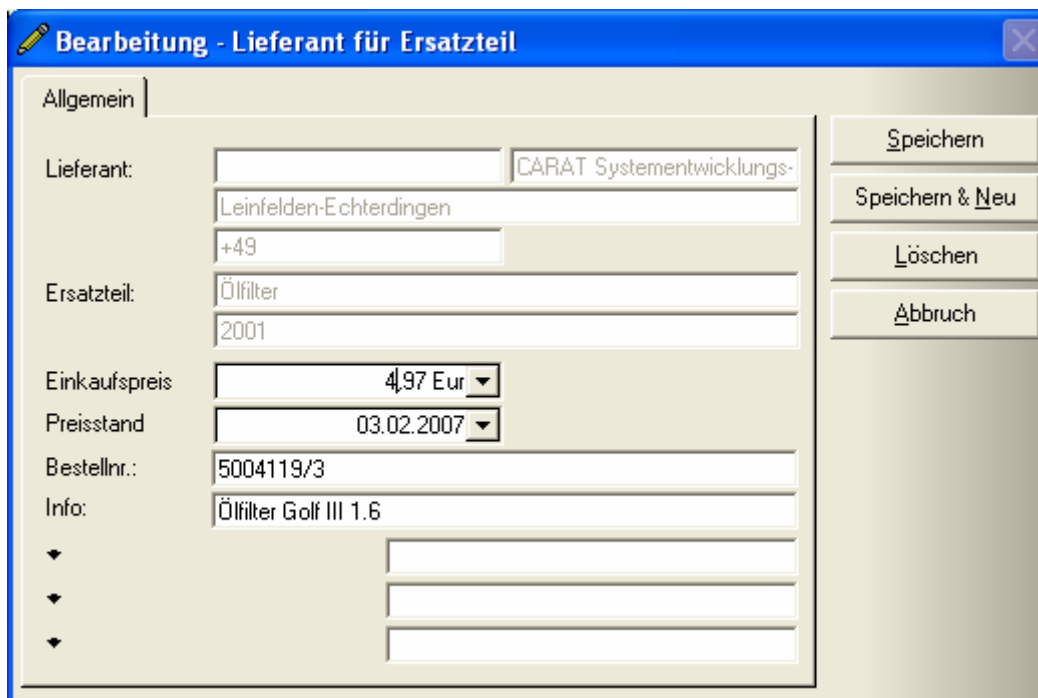 Bearbeitung - Lieferant für Ersatzteil
Allgemein
Lieferant: CARAT Systementwicklungs-
Leinfelden-Echterdingen
+49
Ersatzteil: Ölfilter
2001
Einkaufspreis 4,97 Eur
Preisstand 03.02.2007
Bestellnr.: 5004119/3
Info: Ölfilter Golf III 1.6
Speichern
Speichern & Neu
Löschen
Abbruch